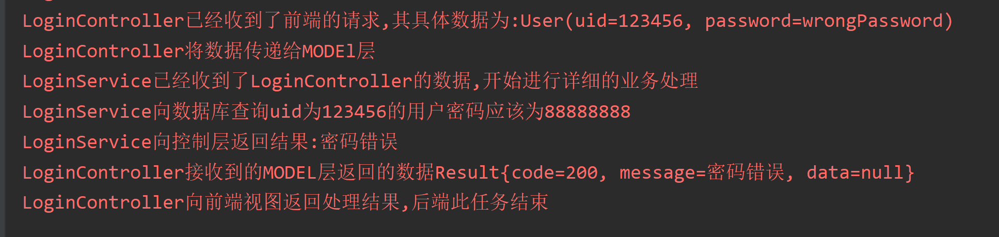 LoginController已经收到了前端的请求,其具体数据为:User(uid=123456, password=wrongPassword)
LoginController将数据传递给MODEl层
LoginService已经收到了LoginController的数据,开始进行详细的业务处理
LoginService向数据库查询uid为123456的用户密码应该为88888888
LoginService向控制层返回结果:密码错误
LoginController接收到的MODEL层返回的数据Result{code=200, message=密码错误, data=null}
LoginController向前端视图返回处理结果,后端此任务结束